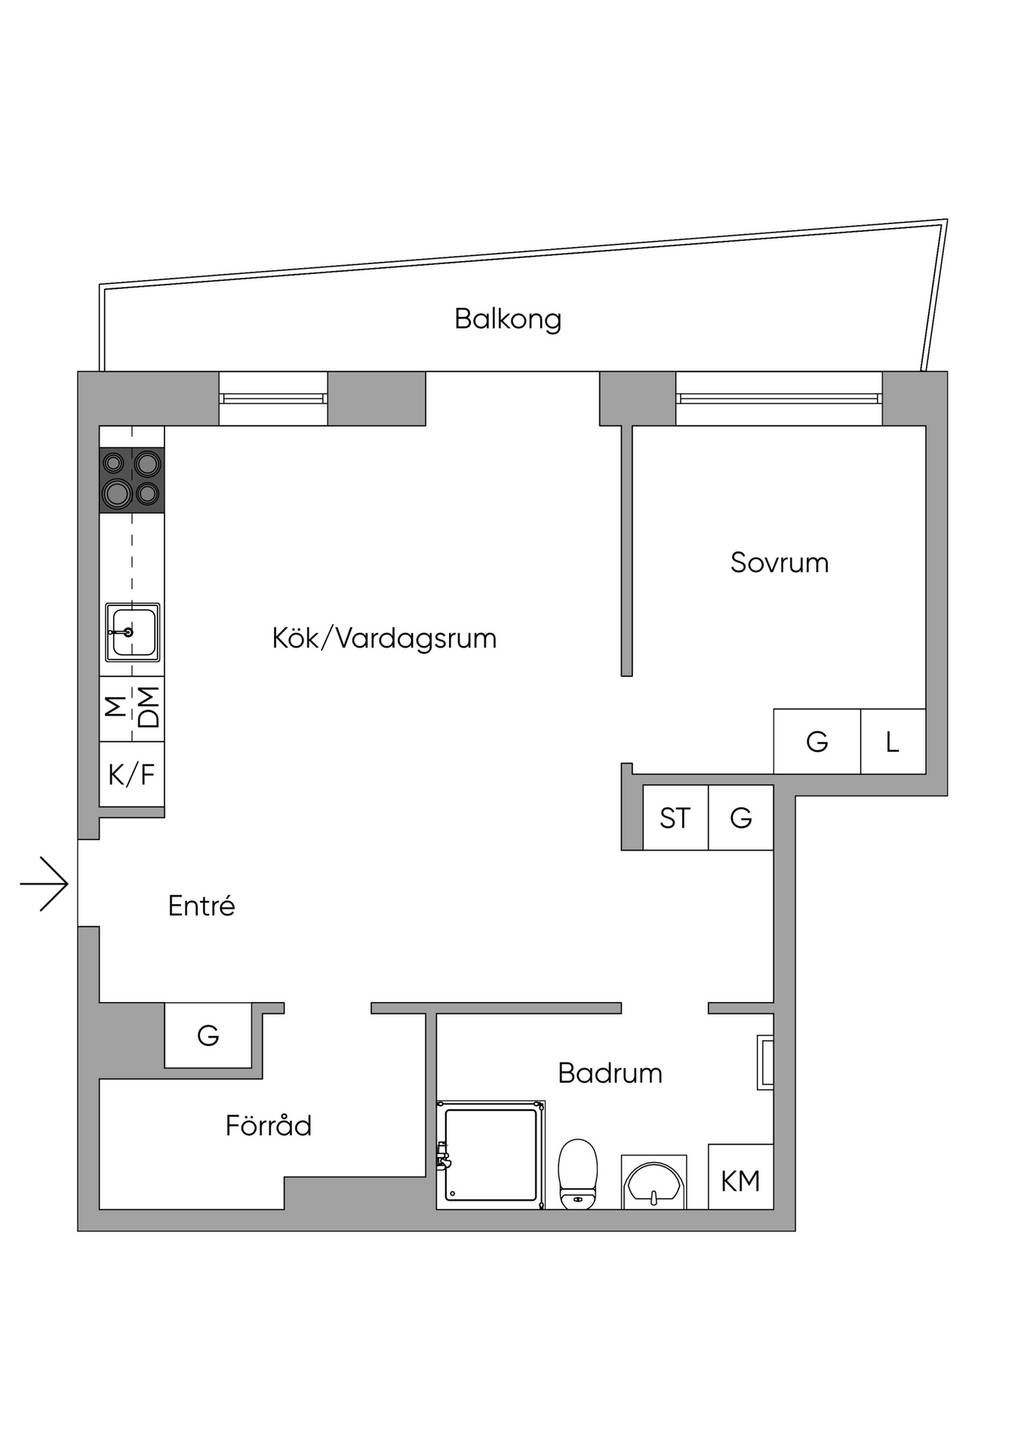 Balkong
Sovrum
Kök/Vardagsrum
M
DM
G
L
K/F
ST
G
Entré
G
Badrum
Förråd
KM